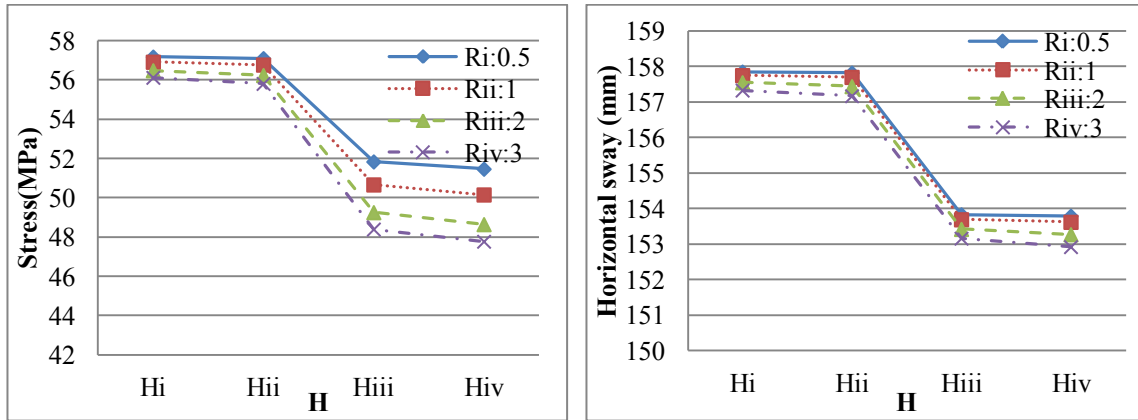 58
56
54
52
50
48
46
44
42
Stress(MPa)
Hi Hii Hiii Hiv
H
Ri:0.5
Rii:1
Riii:2
Riv:3
159
158
157
156
155
154
153
152
151
150
Horizontal sway (mm)
Hi Hii Hiii Hiv
H
Ri:0.5
Rii:1
Riii:2
Riv:3